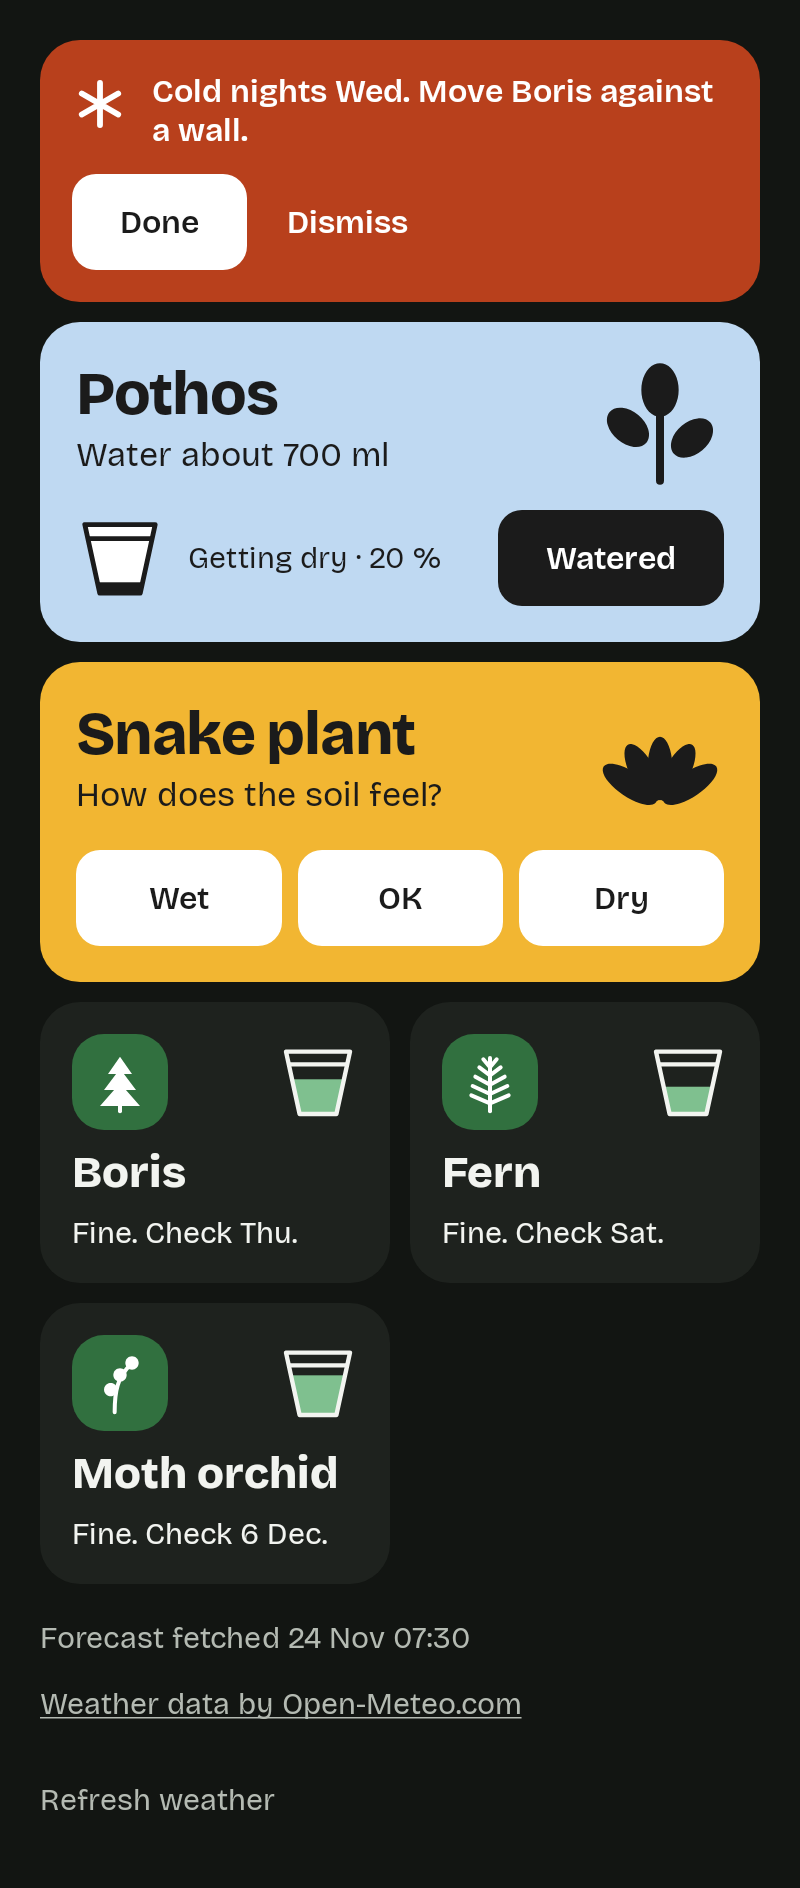 Cold nights Wed. Move Boris against
a wall.
Done
Dismiss
Pothos
Water about 700 ml
Getting dry · 20 %
Watered
Snake plant
How does the soil feel?
Wet
OK
Dry
Boris
Fine. Check Thu.
Fern
Fine. Check Sat.
Moth orchid
Fine. Check 6 Dec.
Forecast fetched 24 Nov 07:30
Weather data by Open-Meteo.com
Refresh weather